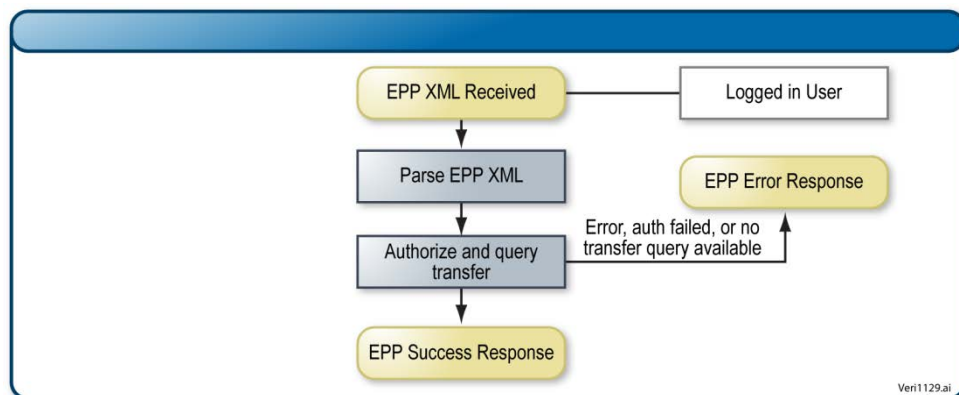 EPP XML Received
Logged in User
Parse EPP XML
EPP Error Response
Error, auth failed, or no
transfer query available
Authorize and query
transfer
EPP Success Response
Veri1129.ai